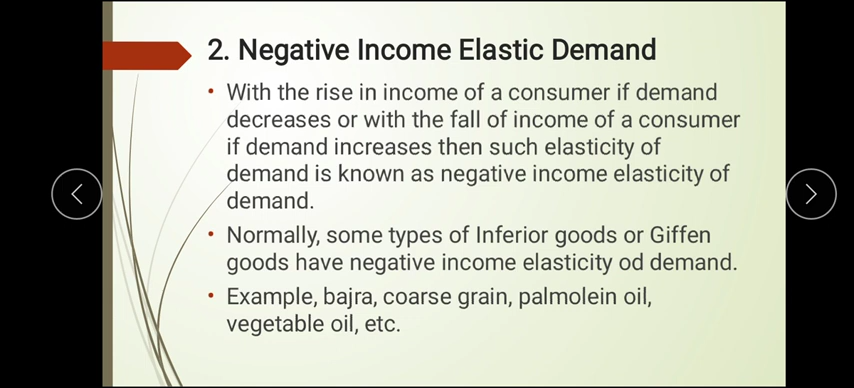 2. Negative Income Elastic Demand
• With the rise in income of a consumer if demand
decreases or with the fall of income of a consumer
if demand increases then such elasticity of
demand is known as negative income elasticity of
demand.
• Normally, some types of Inferior goods or Giffen
goods have negative income elasticity od demand.
• Example, bajra, coarse grain, palmolein oil,
vegetable oil, etc.